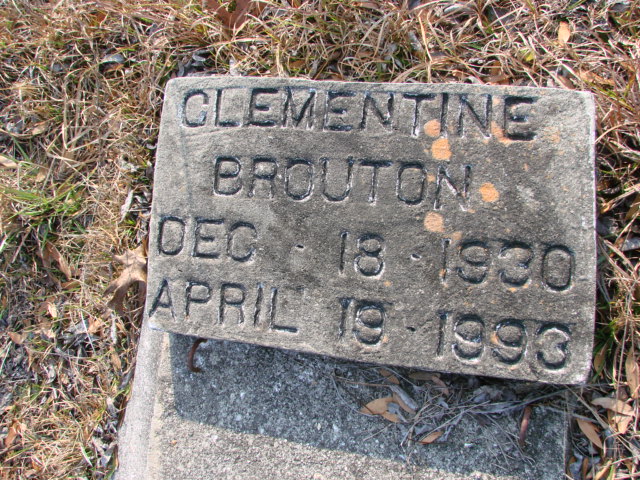 CLEMENTINE
BROUTON
DEC - 18 - 1930
APRIL 19 - 1993